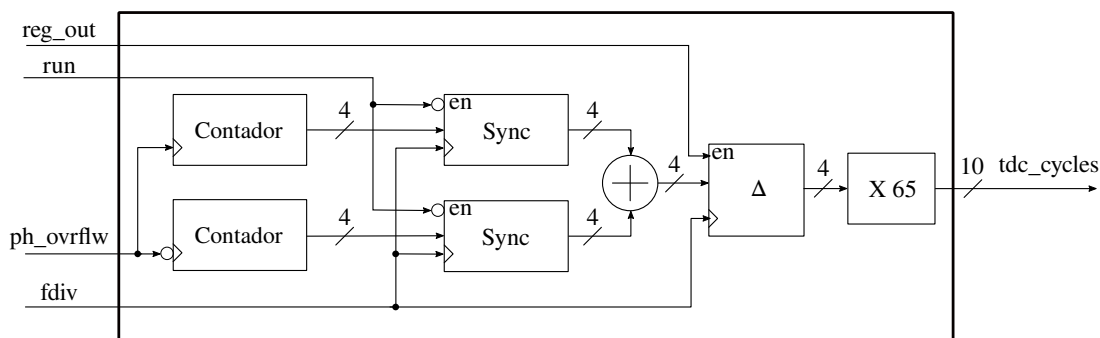 reg_out
run
4
en
4
Contador
Sync
en
4
4
10
tdc_cycles
Δ
X 65
4
en
4
Contador
Sync
ph_ovrflw
fdiv